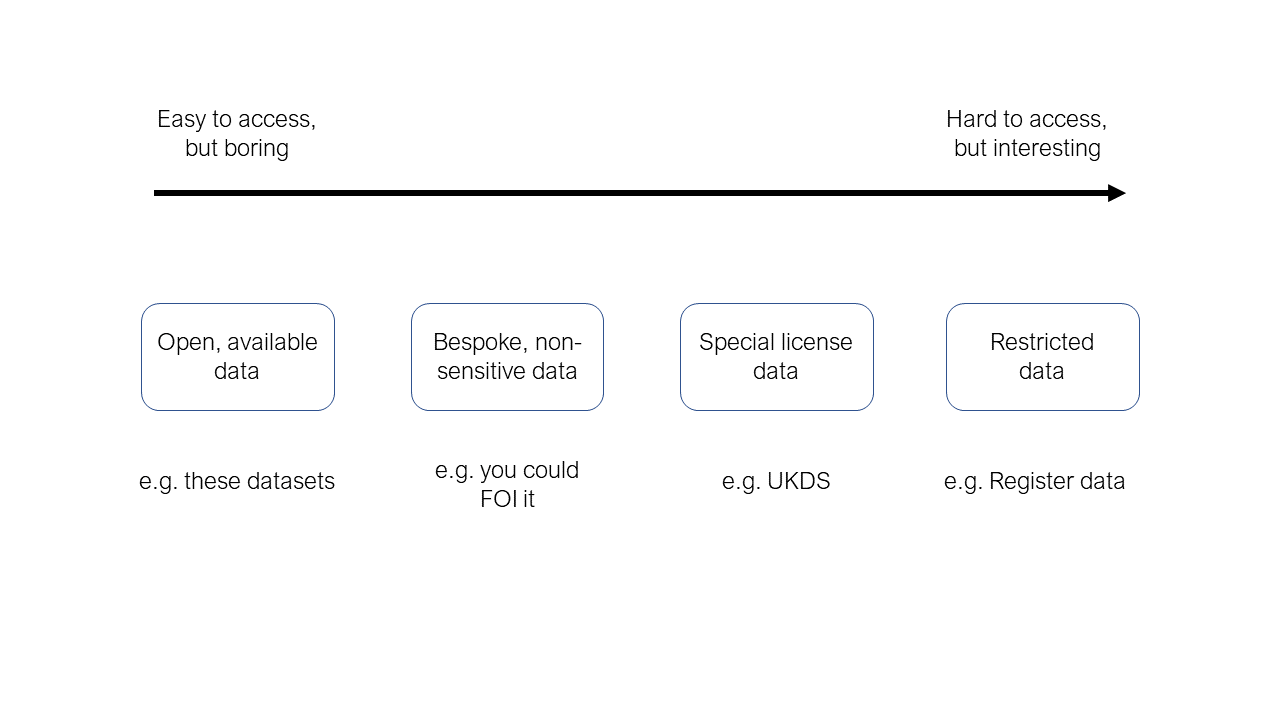 Easy to access,
but boring
Hard to access,
but interesting
Open, available
data
Bespoke, non-
sensitive data
Special license
data
Restricted
data
e.g. these datasets
e.g. you could
FOI it
e.g. UKDS
e.g. Register data